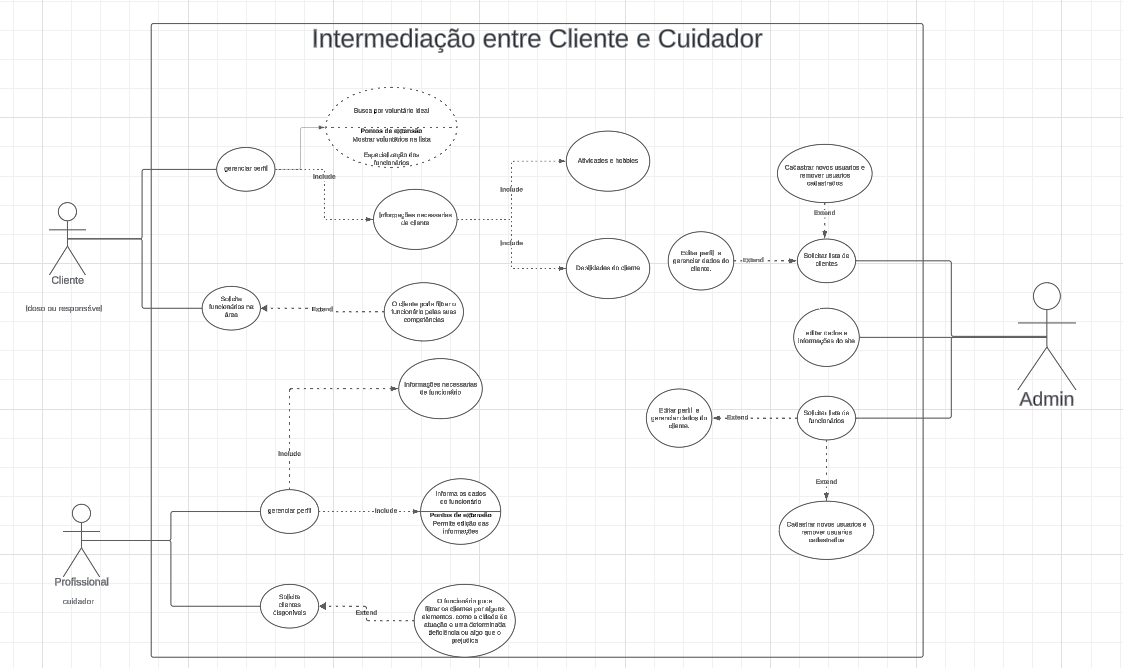 Intermediação entre Cliente e Cuidador
Busca por voluntário ideal
Pontos de extensão
Mostrar voluntários na lista
Especialização dos
funcionários
gerenciar perfil
Include
Informações necessarias
de cliente
Include
Include
Atividades e hobbies
do cliente
Cliente
(idoso ou responsável)
Solicita
funcionários na
área
Extend
O cliente pode filtrar o
funcionário pelas suas
competências
Cadastrar novos usuarios e
remover usuarios
cadastrados
Extend
Editar perfil e
gerenciar dados do
cliente.
Extend
Solicitar lista de
clientes
editar dados e
informações do site
Admin
Solicitar lista de
funcionários
Extend
Editar perfil e
gerenciar dados do
cliente.
Extend
Cadastrar novos usuarios e
remover usuarios
cadastrados
Informações necessarias
de funcionário
Include
gerenciar perfil
Include
Informa os dados
do funcionário
Pontos de extensão
Permite edição das
informações
Profissional
cuidador
Solicita
clientes
disponíveis
Extend
O funcionário pode
filtrar os clientes por alguns
elementos, como a cidade de
atuação e uma determinada
deficiência ou algo que o
prejudica